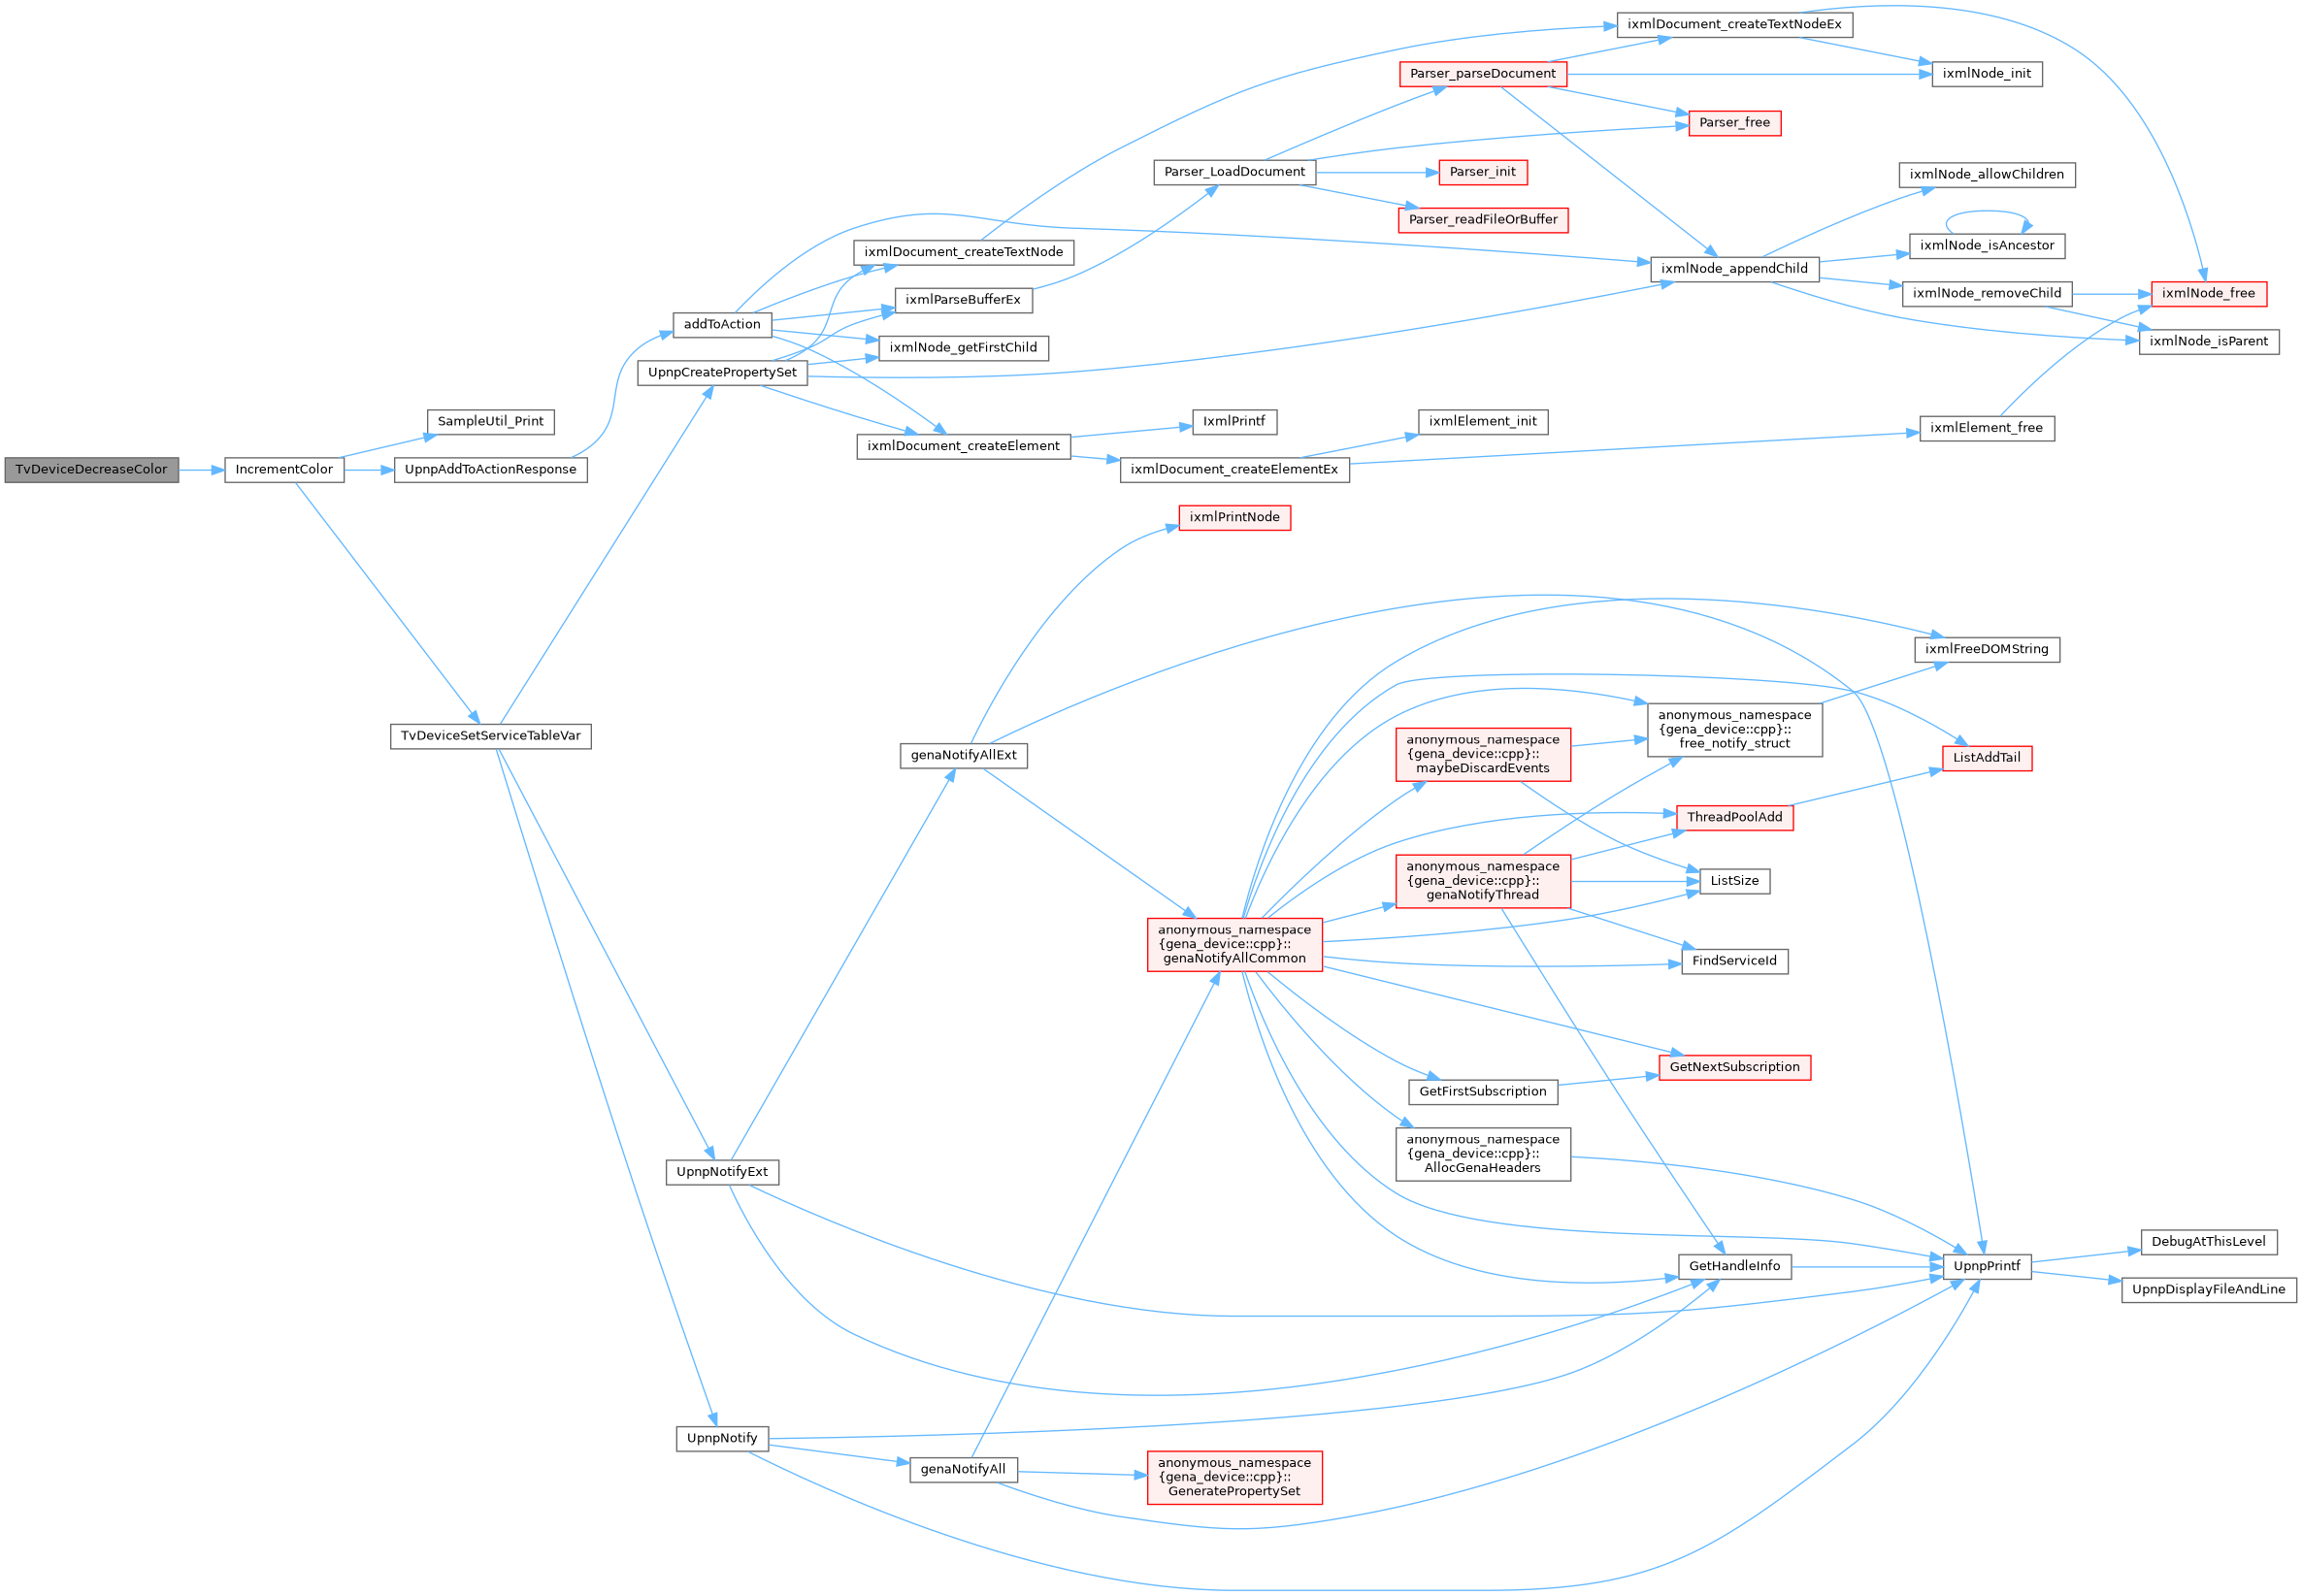 TvDeviceDecreaseColor
IncrementColor
SampleUtil_Print
UpnpAddToActionResponse
TvDeviceSetServiceTableVar
addToAction
UpnpCreatePropertySet
UpnpNotifyExt
UpnpNotify
ixmlDocument_createTextNode
ixmlParseBufferEx
ixmlNode_getFirstChild
ixmlDocument_createElement
genaNotifyAllExt
genaNotifyAll
Parser_LoadDocument
IxmlPrintf
ixmlDocument_createElementEx
ixmlPrintNode
anonymous_namespace
{gena_device::cpp}::
genaNotifyAllCommon
anonymous_namespace
{gena_device::cpp}::
GeneratePropertySet
Parser_parseDocument
Parser_init
Parser_readFileOrBuffer
ixmlElement_init
anonymous_namespace
{gena_device::cpp}::
maybeDiscardEvents
anonymous_namespace
{gena_device::cpp}::
genaNotifyThread
GetFirstSubscription
anonymous_namespace
{gena_device::cpp}::
AllocGenaHeaders
ixmlDocument_createTextNodeEx
Parser_free
ixmlNode_appendChild
anonymous_namespace
{gena_device::cpp}::
free_notify_struct
ThreadPoolAdd
ListSize
FindServiceId
GetNextSubscription
GetHandleInfo
ixmlNode_init
ixmlNode_allowChildren
ixmlNode_isAncestor
ixmlNode_removeChild
ixmlElement_free
ixmlFreeDOMString
ListAddTail
UpnpPrintf
ixmlNode_free
ixmlNode_isParent
DebugAtThisLevel
UpnpDisplayFileAndLine